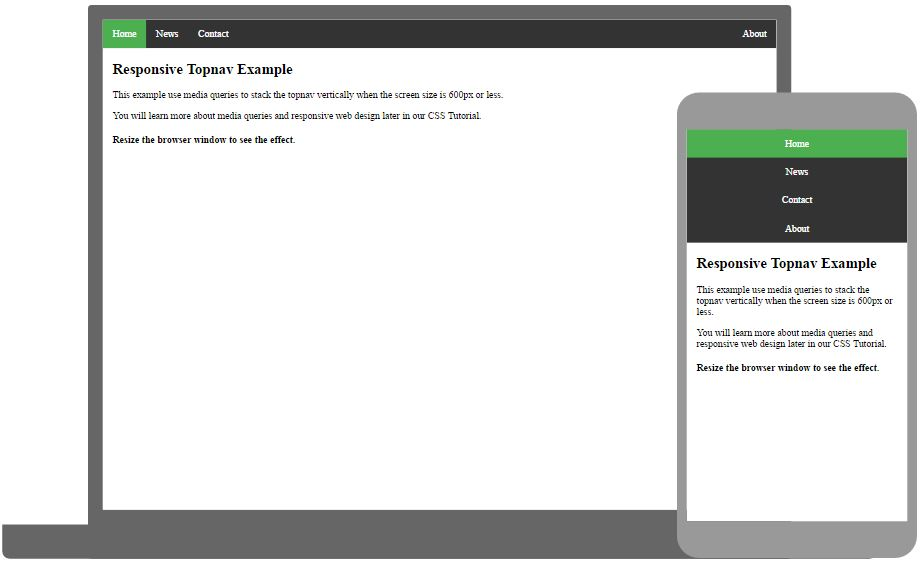 Home News Contact About
Responsive Topnav Example
This example use media queries to stack the topnav vertically when the screen size is 600px or less.
You will learn more about media queries and responsive web design later in our CSS Tutorial.
Resize the browser window to see the effect.
Home
News
Contact
About
Responsive Topnav Example
This example use media queries to stack the
topnav vertically when the screen size is 600px or
less.
You will learn more about media queries and
responsive web design later in our CSS Tutorial.
Resize the browser window to see the effect.